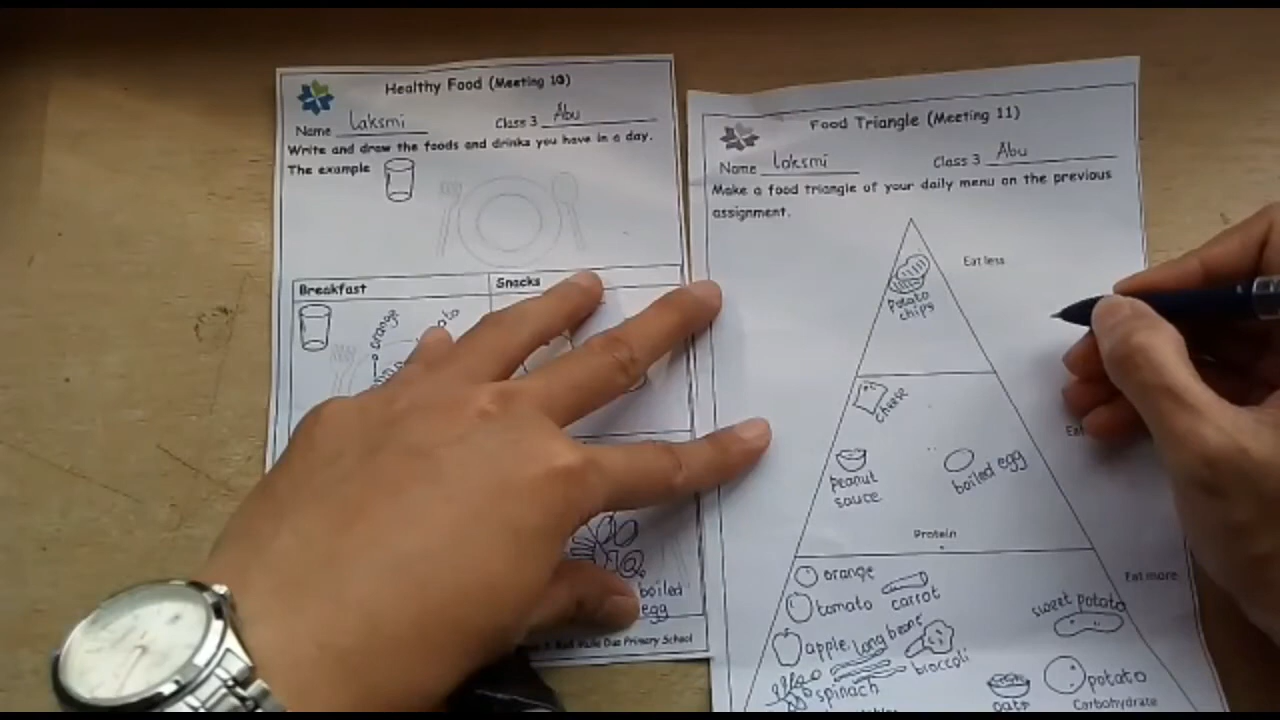 Healthy Food (Meeting 10)
Name Laksmi Class 3 Abu
Write and draw the foods and drinks you have in a day.
The example
Breakfast Snacks
orange
boiled
egg
Primary School
Food Triangle (Meeting 11)
Name Laksmi Class 3 Abu
Make a food triangle of your daily menu on the previous
assignment.
Eat less
Potato
chips
cheese
peanut
sauce
boiled egg
Protein
Eat more
orange
tomato carrot
sweet potato
apple long beans
broccoli
spinach
oats
potato
Carbohydrate